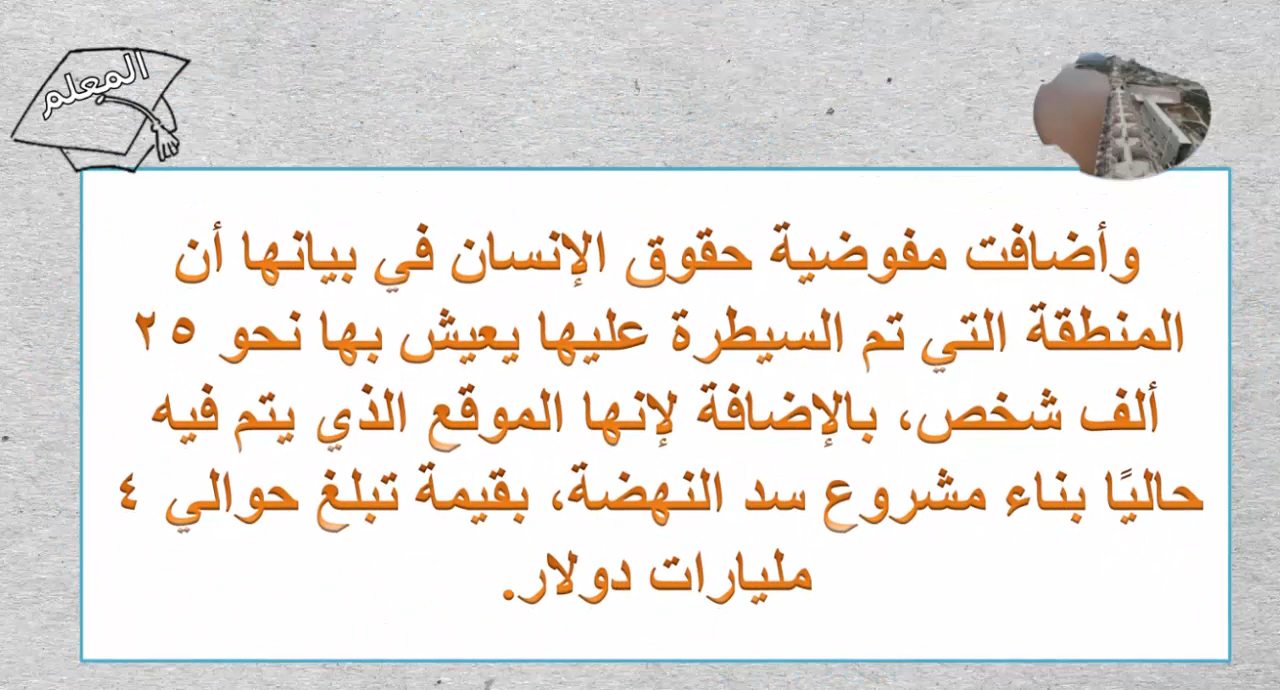 المعلم
وأضافت مفوضية حقوق الإنسان في بيانها أن
المنطقة التي تم السيطرة عليها يعيش بها نحو ٢٥
ألف شخص، بالإضافة لإنها الموقع الذي يتم فيه
حاليًا بناء مشروع سد النهضة، بقيمة تبلغ حوالي ٤
مليارات دولار.